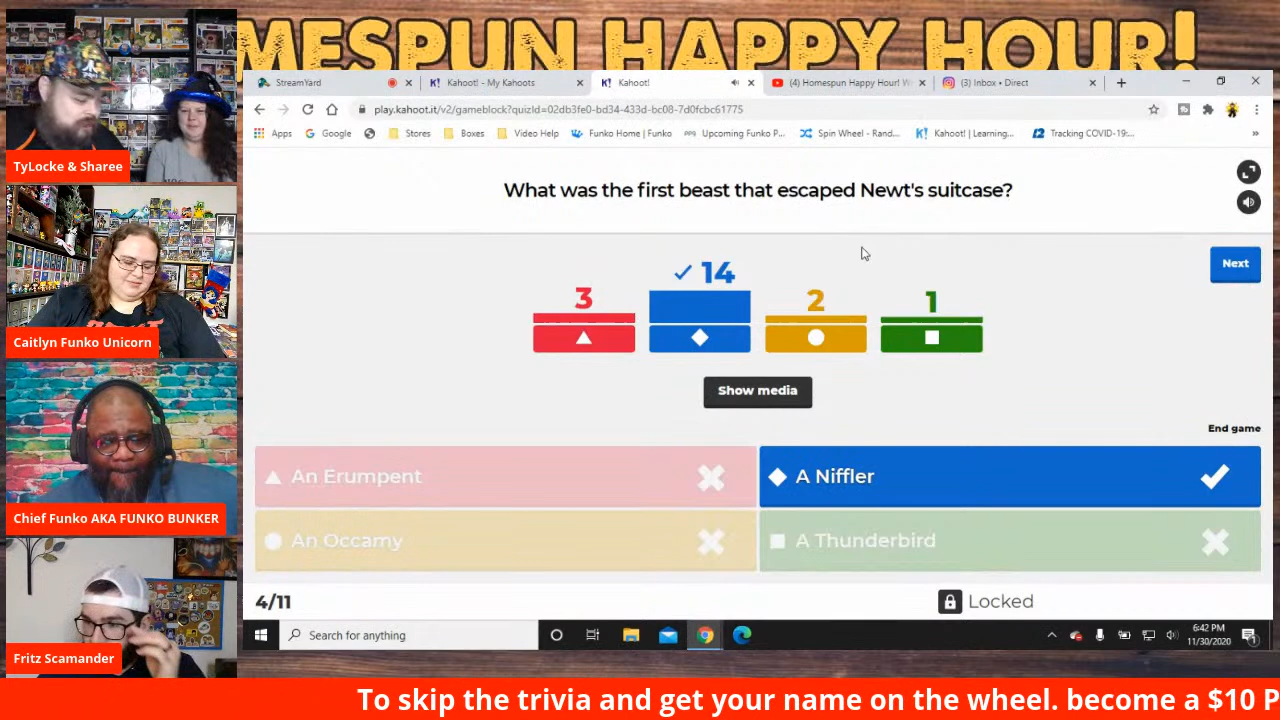 MESPUN HAPPY HOUR!
TyLocke & Sharee
Caitlyn Funko Unicorn
Chief Funko AKA FUNKO BUNKER
Fritz Scamander
StreamYard
Kahoot! - My Kahoots
Kahoot!
(4) Homespun Happy Hour! W
(3) Inbox • Direct
play.kahoot.it/v2/gameblock?quizId=02db3fe0-bd34-433d-bc08-7d0fcbc61775
Apps
Google
Stores
Boxes
Video Help
Funko Home | Funko
Upcoming Funko P...
Spin Wheel - Rand...
Kahoot! | Learning...
Tracking COVID-19:...
What was the first beast that escaped Newt's suitcase?
Next
3
14
2
1
Show media
End game
An Erumpent
A Niffler
An Occamy
A Thunderbird
4/11
Locked
Search for anything
6:42 PM
11/30/2020
To skip the trivia and get your name on the wheel. become a $10 P